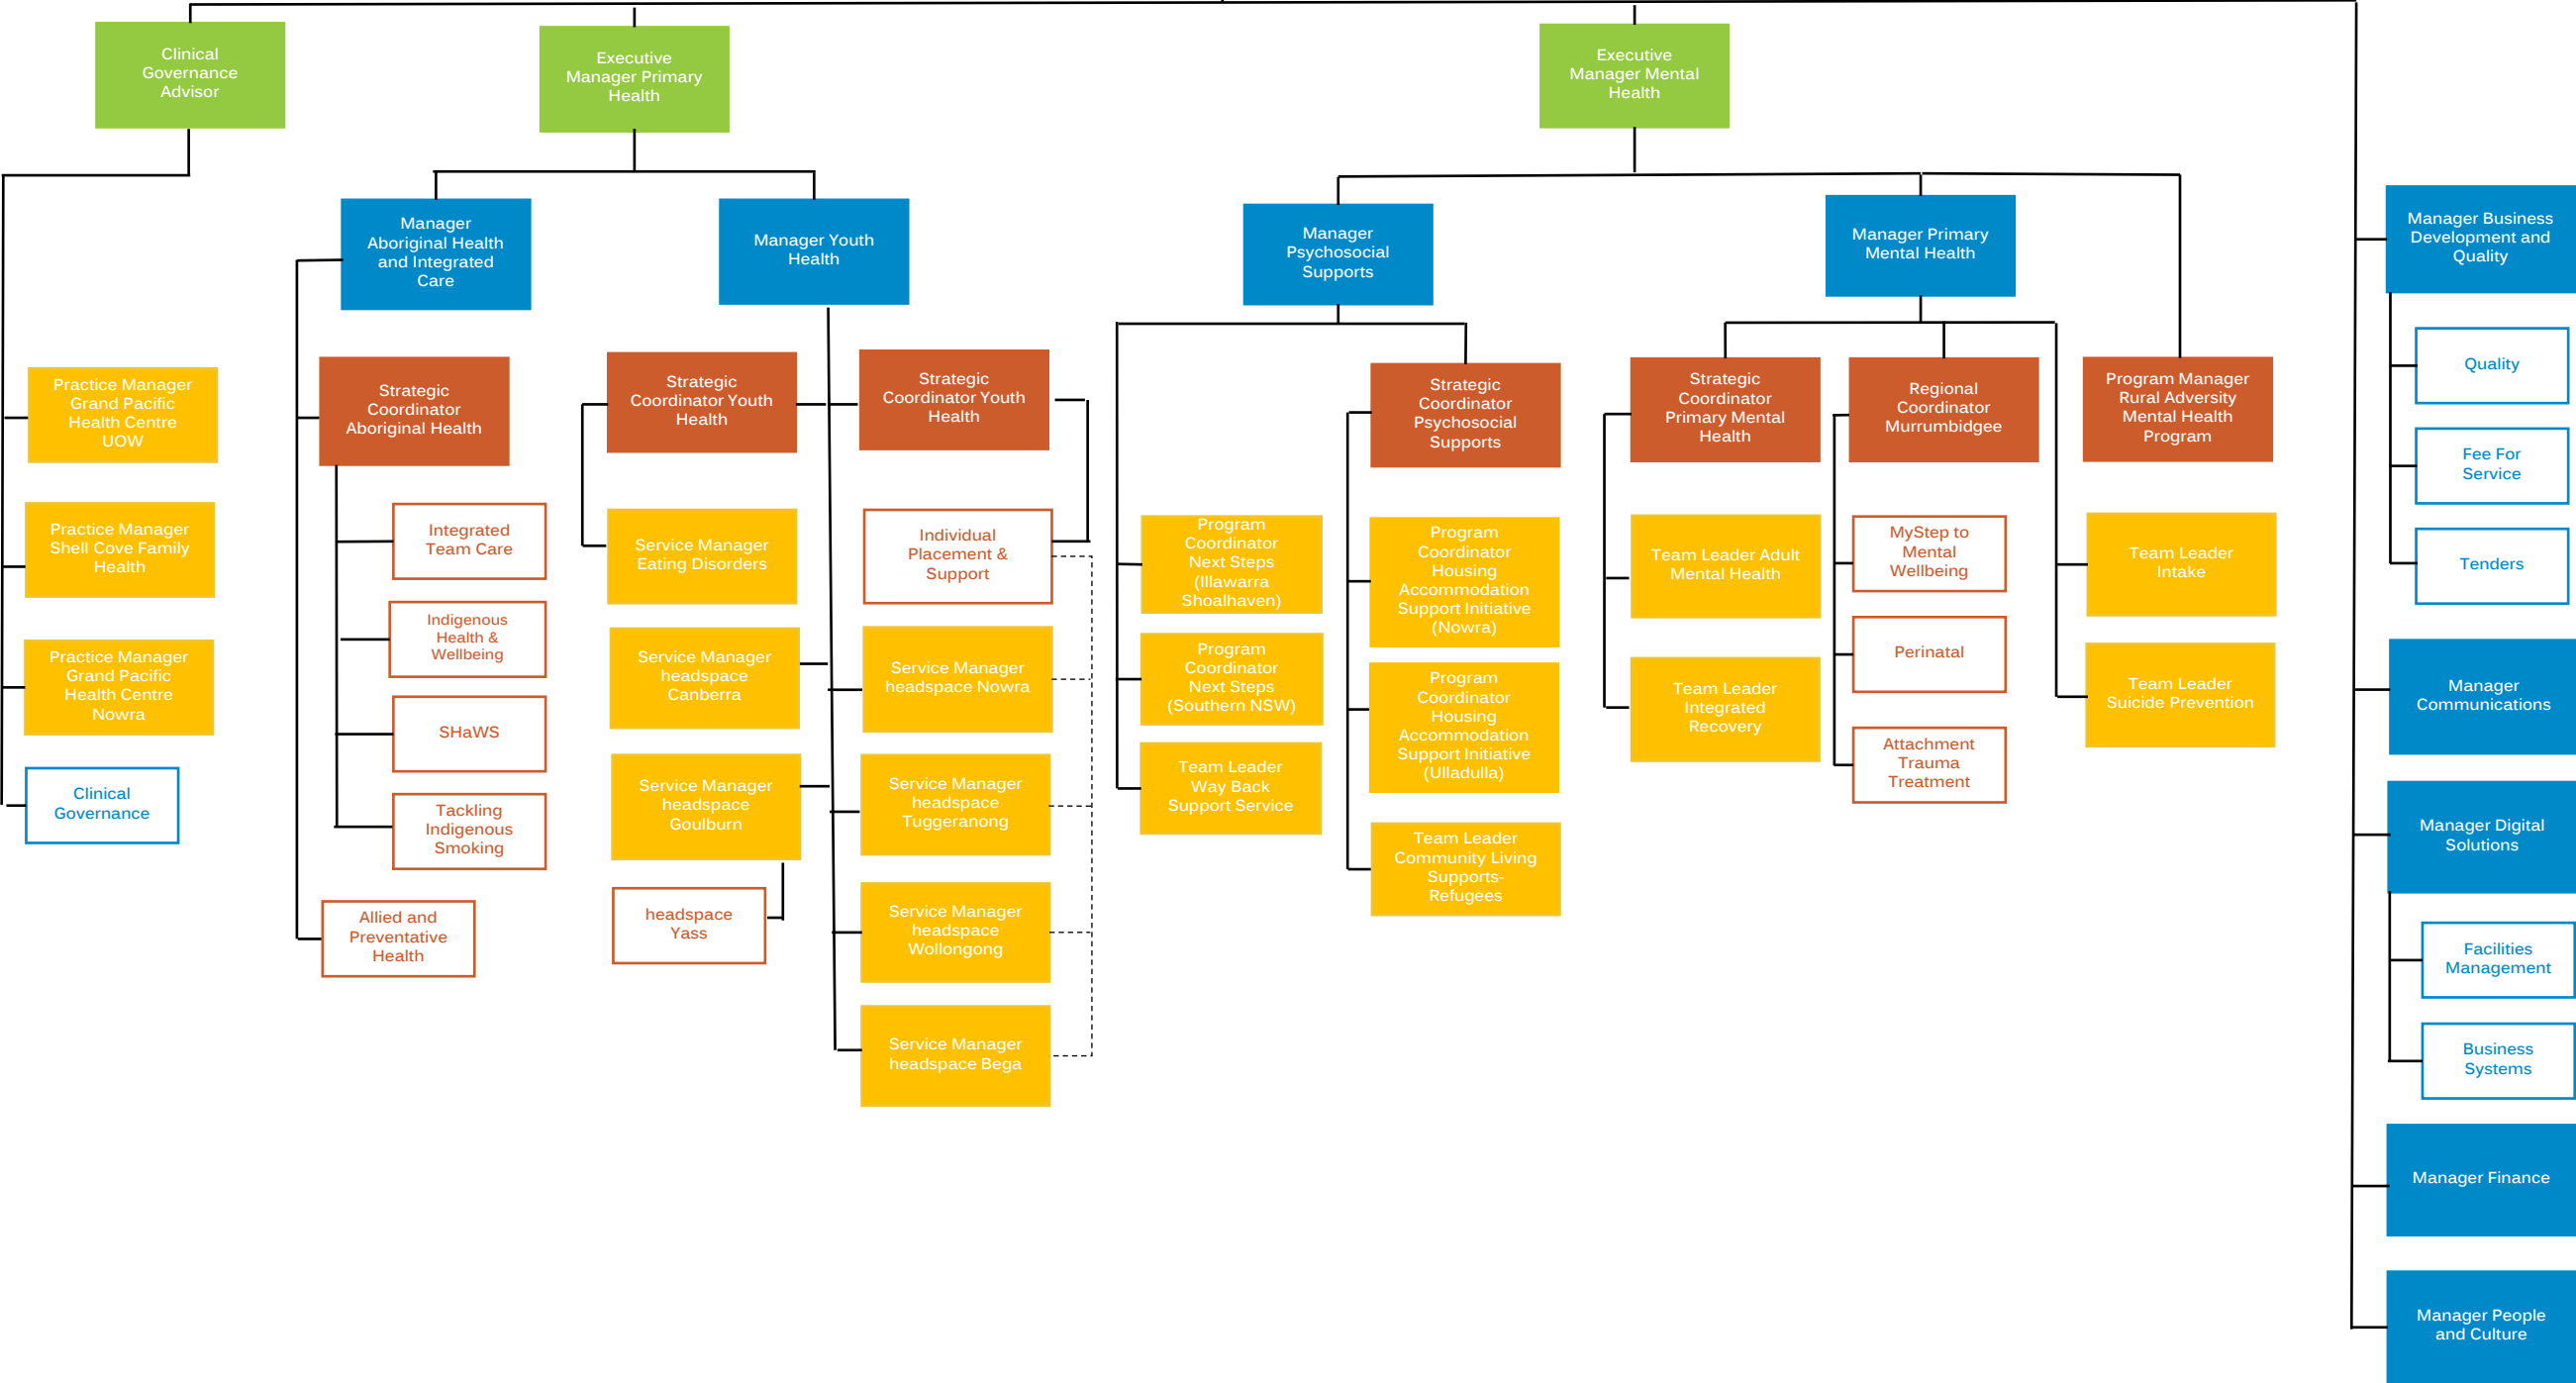 Clinical
Governance
Advisor
Executive
Manager Primary
Health
Executive
Manager Mental
Health
Manager
Aboriginal Health
and Integrated
Care
Manager Youth
Health
Manager
Psychosocial
Supports
Manager Primary
Mental Health
Manager Business
Development and
Quality
Practice Manager
Grand Pacific
Health Centre
UOW
Practice Manager
Shell Cove Family
Health
Practice Manager
Grand Pacific
Health Centre
Nowra
Clinical
Governance
Strategic
Coordinator
Aboriginal Health
Integrated
Team Care
Indigenous
Health &
Wellbeing
SHaWS
Tackling
Indigenous
Smoking
Allied and
Preventative
Health
Strategic
Coordinator Youth
Health
Service Manager
Eating Disorders
Service Manager
headspace
Canberra
Service Manager
headspace
Goulburn
headspace
Yass
Strategic
Coordinator Youth
Health
Individual
Placement &
Support
Service Manager
headspace Nowra
Service Manager
headspace
Tuggeranong
Service Manager
headspace
Wollongong
Service Manager
headspace Bega
Program
Coordinator
Next Steps
(Illawarra
Shoalhaven)
Program
Coordinator
Next Steps
(Southern NSW)
Team Leader
Way Back
Support Service
Strategic
Coordinator
Psychosocial
Supports
Program
Coordinator
Housing
Accommodation
Support Initiative
(Nowra)
Program
Coordinator
Housing
Accommodation
Support Initiative
(Ulladulla)
Team Leader
Community Living
Supports-
Refugees
Strategic
Coordinator
Primary Mental
Health
Team Leader Adult
Mental Health
Team Leader
Integrated
Recovery
Regional
Coordinator
Murrumbidgee
MyStep to
Mental
Wellbeing
Perinatal
Attachment
Trauma
Treatment
Program Manager
Rural Adversity
Mental Health
Program
Team Leader
Intake
Team Leader
Suicide Prevention
Quality
Fee For
Service
Tenders
Manager
Communications
Manager Digital
Solutions
Facilities
Management
Business
Systems
Manager Finance
Manager People
and Culture